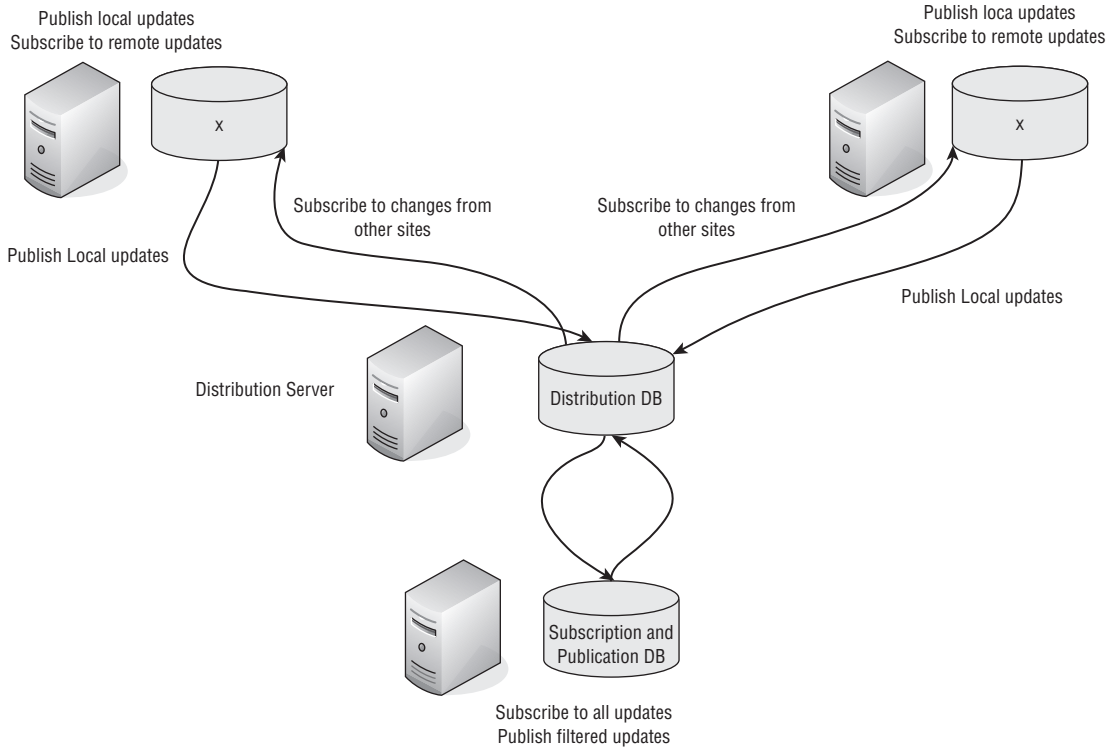 Publish local updates
Subscribe to remote updates
Publish loca updates
Subscribe to remote updates
X
X
Subscribe to changes from
other sites
Subscribe to changes from
other sites
Publish Local updates
Publish Local updates
Distribution Server
Distribution DB
Subscription and
Publication DB
Subscribe to all updates
Publish filtered updates